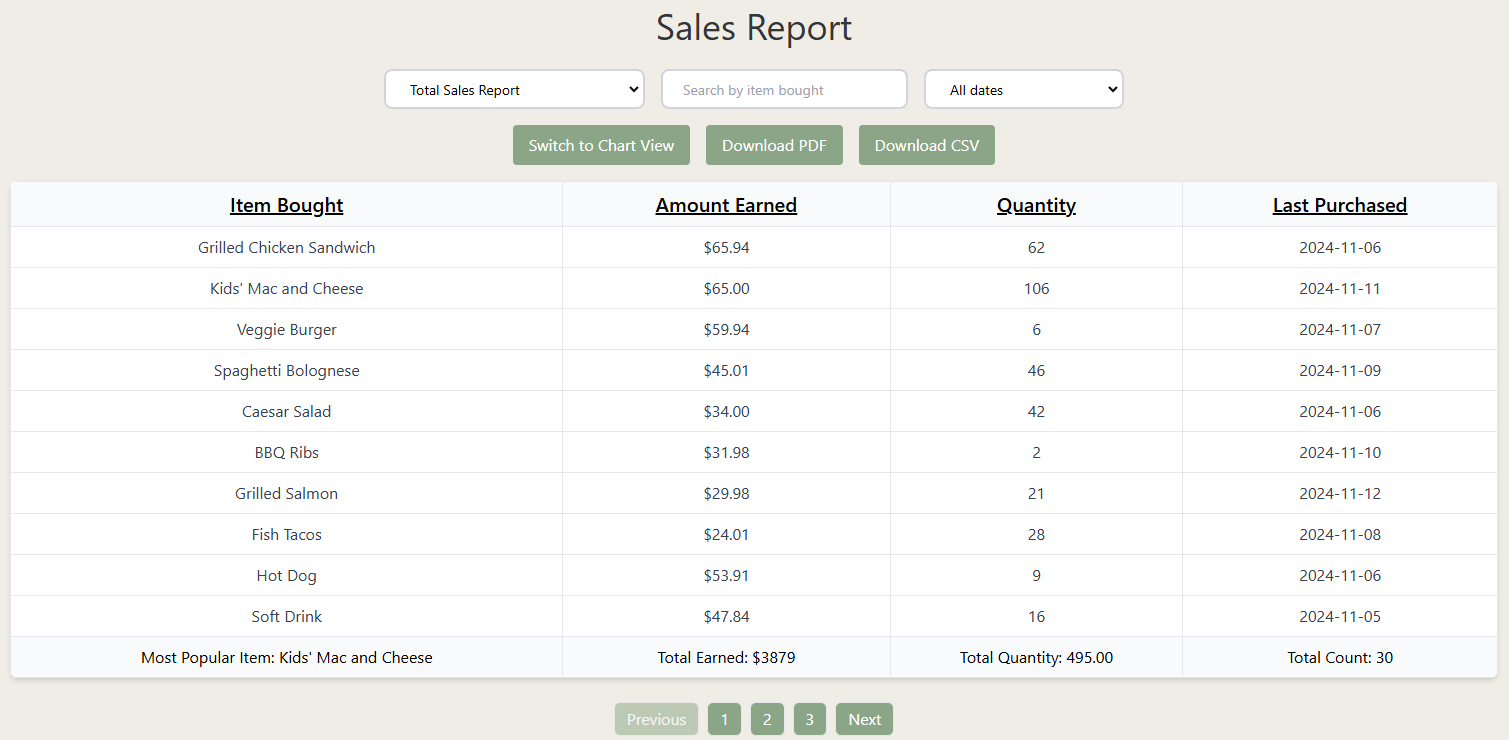 Sales Report
Total Sales Report Search by item bought All dates
Switch to Chart View Download PDF Download CSV
Item Bought Amount Earned Quantity Last Purchased
Grilled Chicken Sandwich $65.94 62 2024-11-06
Kids' Mac and Cheese $65.00 106 2024-11-11
Veggie Burger $59.94 6 2024-11-07
Spaghetti Bolognese $45.01 46 2024-11-09
Caesar Salad $34.00 42 2024-11-06
BBQ Ribs $31.98 2 2024-11-10
Grilled Salmon $29.98 21 2024-11-12
Fish Tacos $24.01 28 2024-11-08
Hot Dog $53.91 9 2024-11-06
Soft Drink $47.84 16 2024-11-05
Most Popular Item: Kids' Mac and Cheese Total Earned: $3879 Total Quantity: 495.00 Total Count: 30
Previous 1 2 3 Next